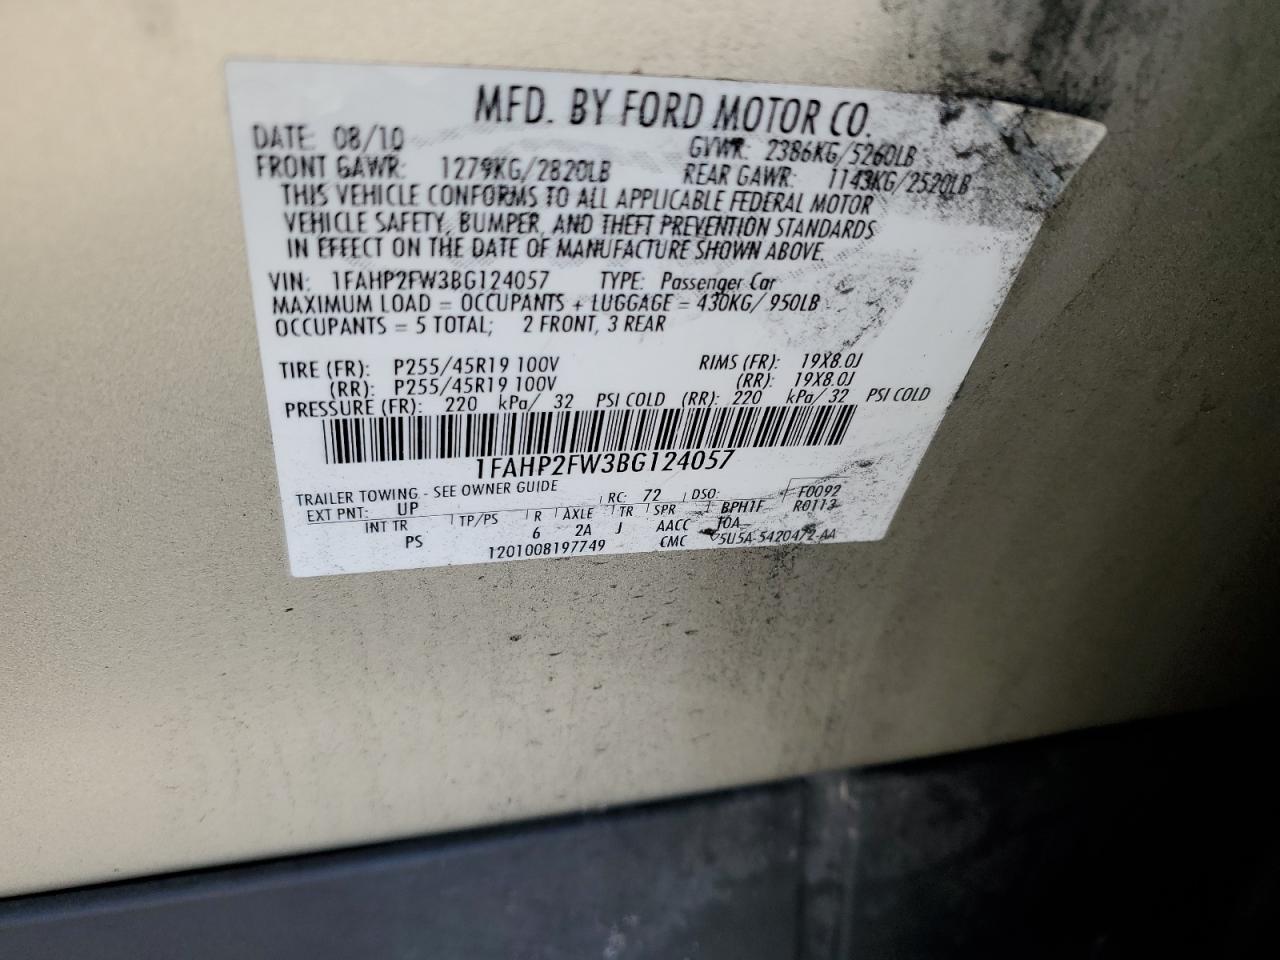 MFD. BY FORD MOTOR CO.
DATE: 08/10 GVWR: 2386KG/5260LB
FRONT GAWR: 1279KG/2820LB REAR GAWR: 1143KG/2520LB
THIS VEHICLE CONFORMS TO ALL APPLICABLE FEDERAL MOTOR
VEHICLE SAFETY, BUMPER, AND THEFT PREVENTION STANDARDS
IN EFFECT ON THE DATE OF MANUFACTURE SHOWN ABOVE.
VIN: 1FAHP2FW3BG124057 TYPE: Passenger Car
MAXIMUM LOAD = OCCUPANTS + LUGGAGE = 430KG/ 950LB
OCCUPANTS = 5 TOTAL; 2 FRONT, 3 REAR
TIRE (FR): P255/45R19 100V RIMS (FR): 19X8.0J
(RR): P255/45R19 100V (RR): 19X8.0J
PRESSURE (FR): 220 kPa/ 32 PSI COLD (RR): 220 kPa/ 32 PSI COLD
1FAHP2FW3BG124057
TRAILER TOWING - SEE OWNER GUIDE
EXT PNT: UP RC: 72 DSO: F0092
INT TR TP/PS R AXLE TR SPR BPH1F R0113
PS 6 2A J AACC 10A
1201008197749 CMC 5U5A-5420472-AA